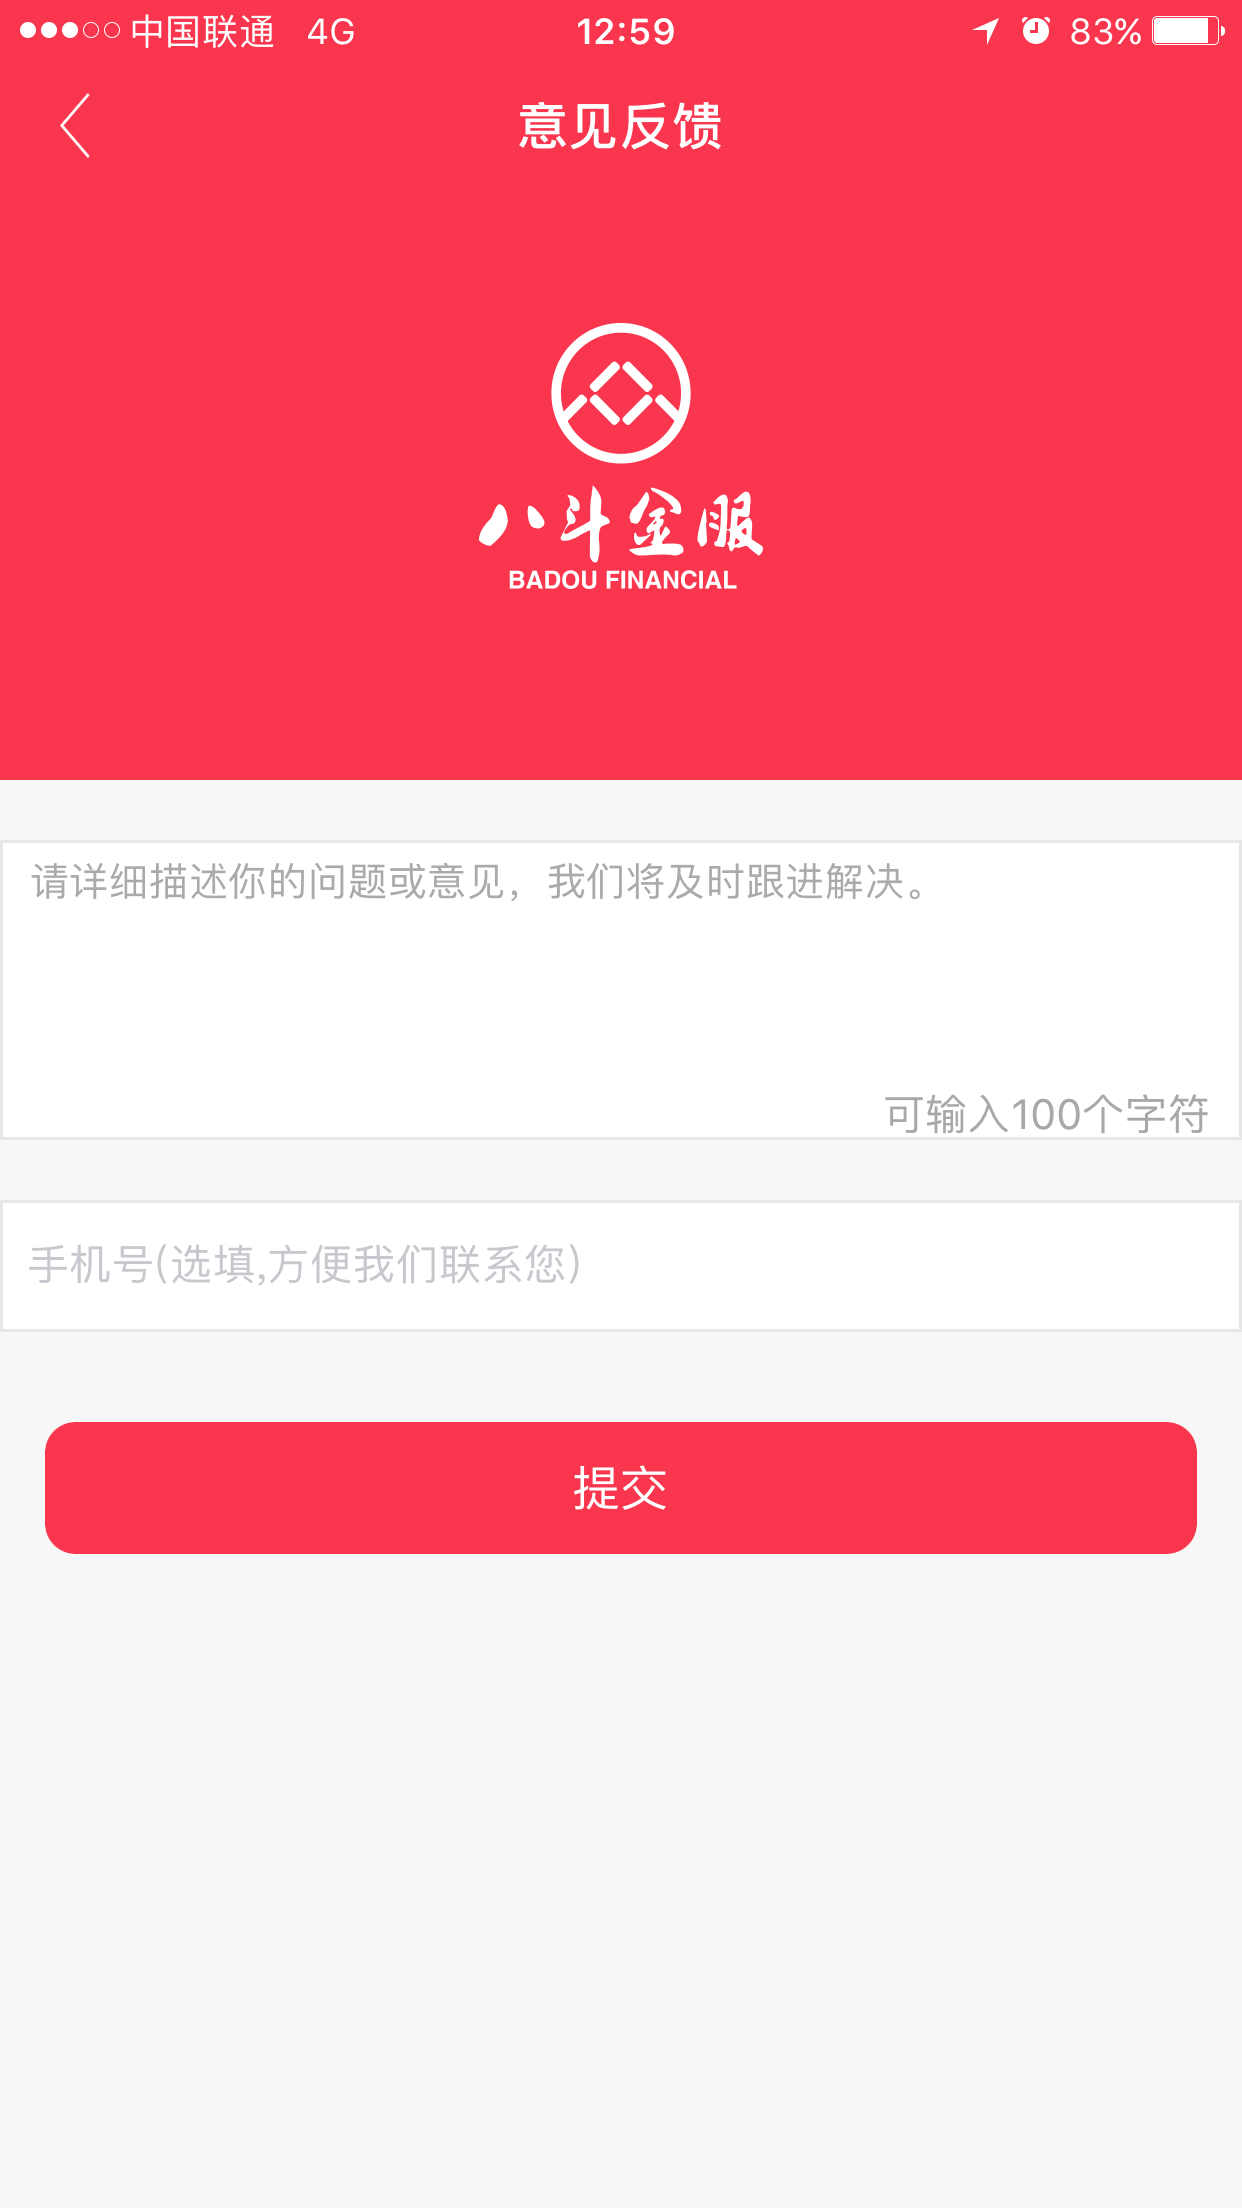 中国联通 4G 12:59 83%
意见反馈
八斗金服
BADOU FINANCIAL
请详细描述你的问题或意见，我们将及时跟进解决。
可输入100个字符
手机号(选填,方便我们联系您)
提交